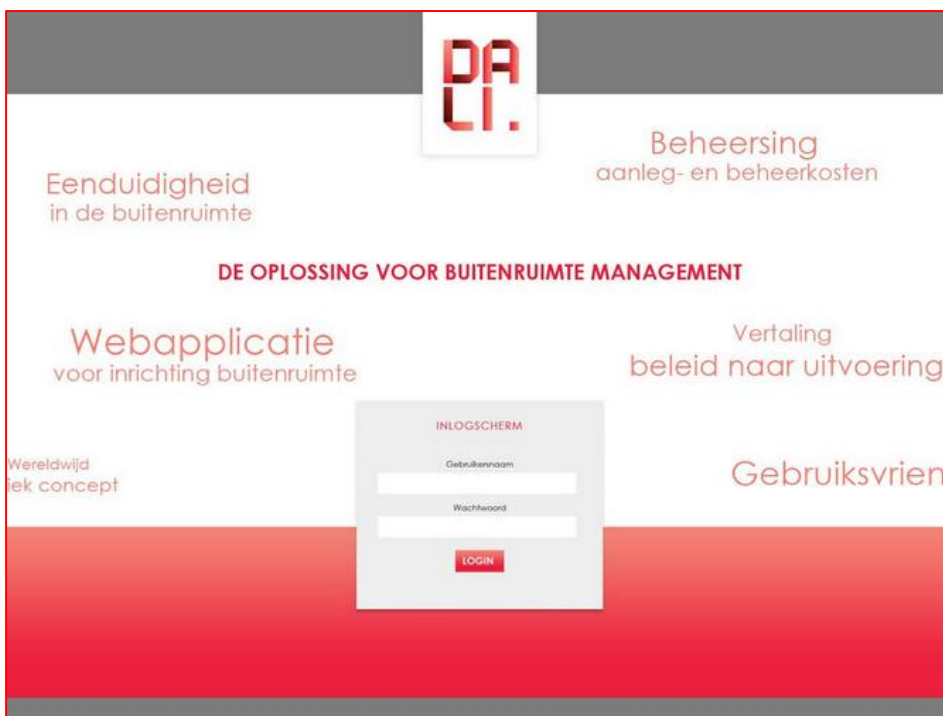 DA
LI.
Beheersing
aanleg- en beheerkosten
Eenduidigheid
in de buitenruimte
DE OPLOSSING VOOR BUITENRUIMTE MANAGEMENT
Webapplicatie
voor inrichting buitenruimte
Vertaling
beleid naar uitvoering
INLOGSCHERM
Gebruikernaam
Wachtwoord
LOGIN
Wereldwijd
iek concept
Gebruiksvrien